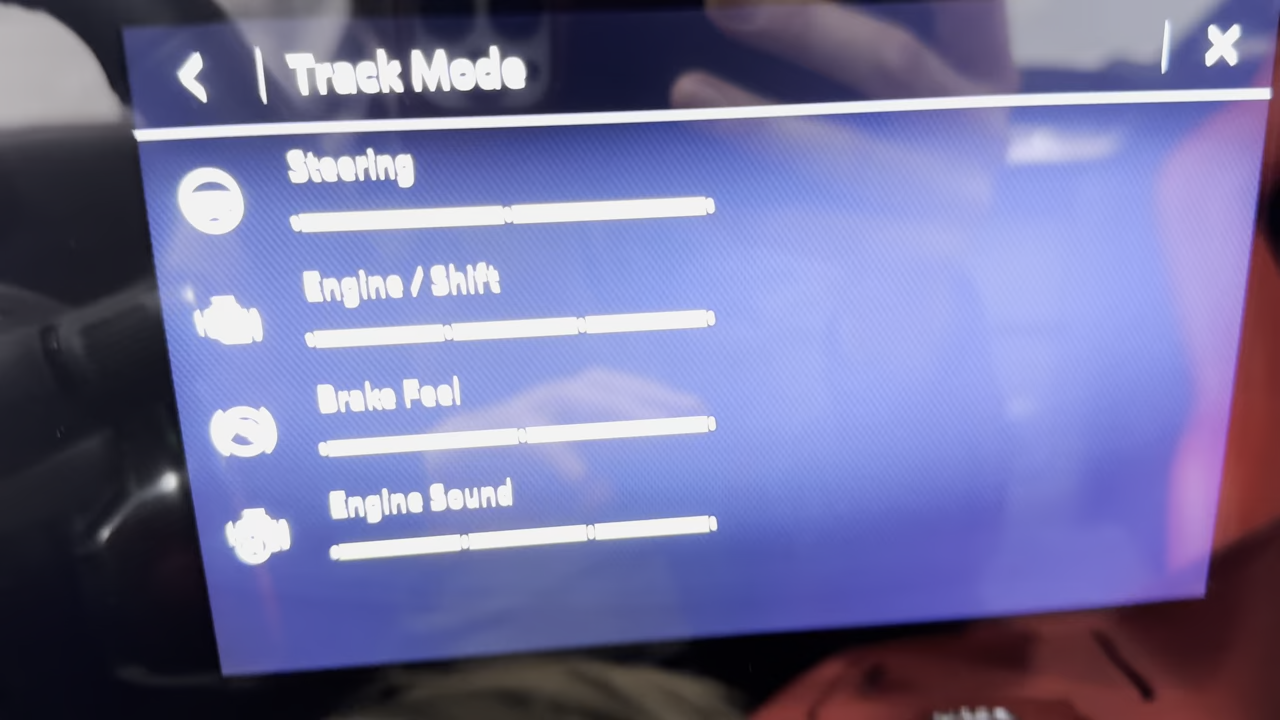 Track Mode
Steering
Engine / Shift
Brake Feel
Engine Sound